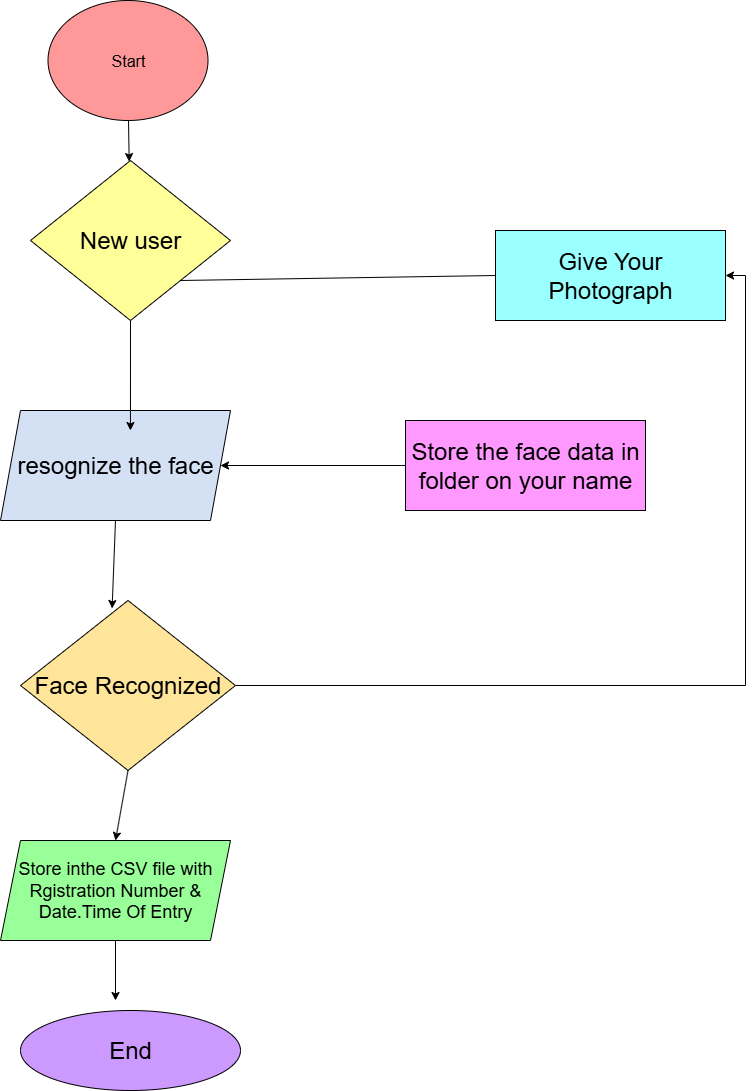 Start
New user
Give Your
Photograph
resognize the face
Store the face data in
folder on your name
Face Recognized
Store inthe CSV file with
Rgistration Number &
Date.Time Of Entry
End